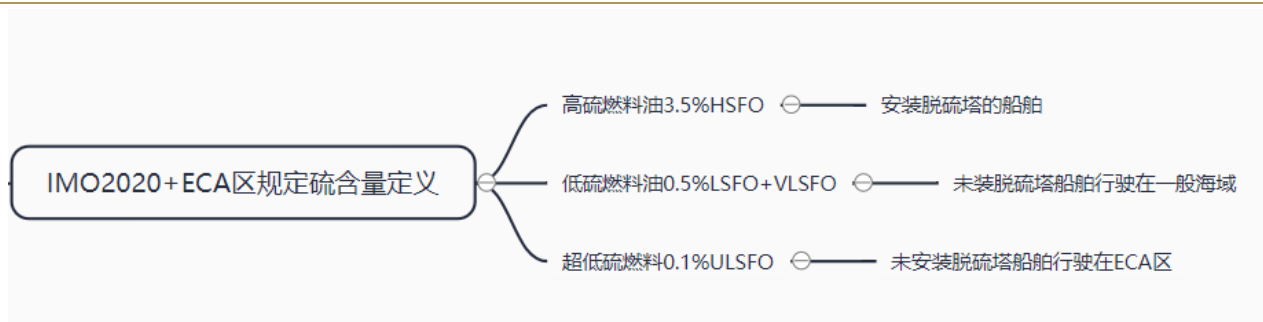 IMO2020+ECA区规定硫含量定义
高硫燃料油3.5%HSFO
安装脱硫塔的船舶
低硫燃料油0.5%LSFO+VLSFO
未装脱硫塔船舶行驶在一般海域
超低硫燃料0.1%ULSFO
未安装脱硫塔船舶行驶在ECA区